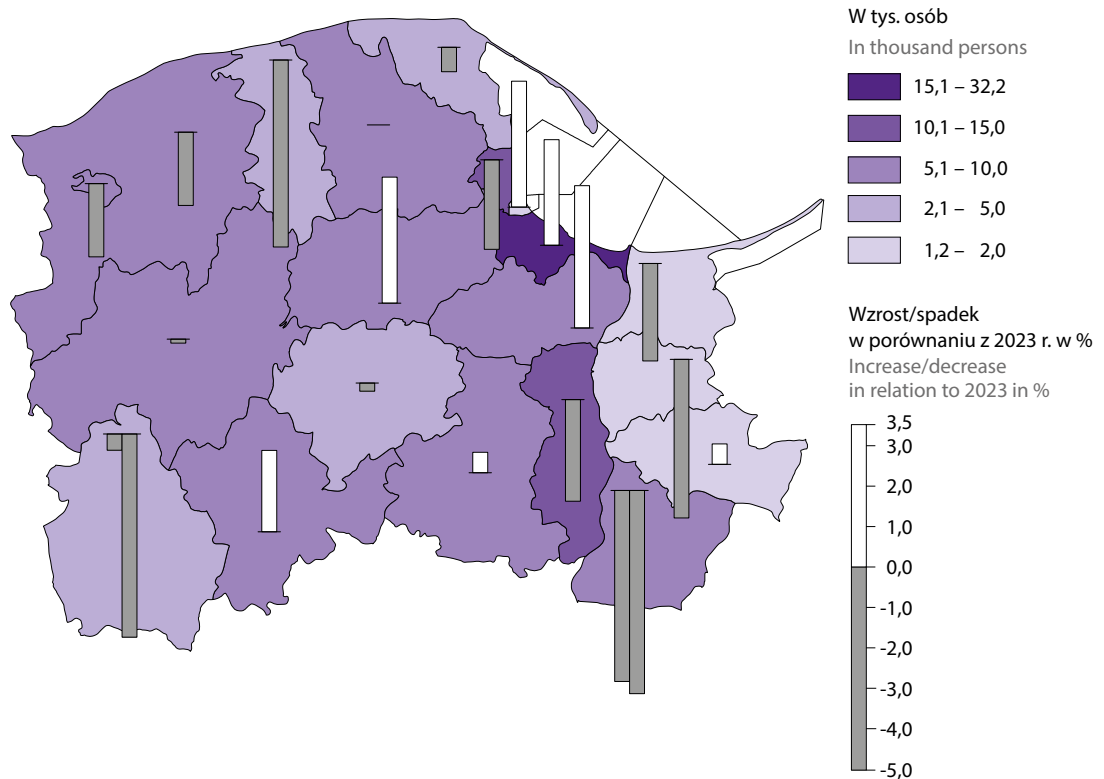 W tys. osób
In thousand persons
15,1 – 32,2
10,1 – 15,0
5,1 – 10,0
2,1 – 5,0
1,2 – 2,0
Wzrost/spadek
w porównaniu z 2023 r. w %
Increase/decrease
in relation to 2023 in %
3,5
3,0
2,0
1,0
0,0
-1,0
-2,0
-3,0
-4,0
-5,0